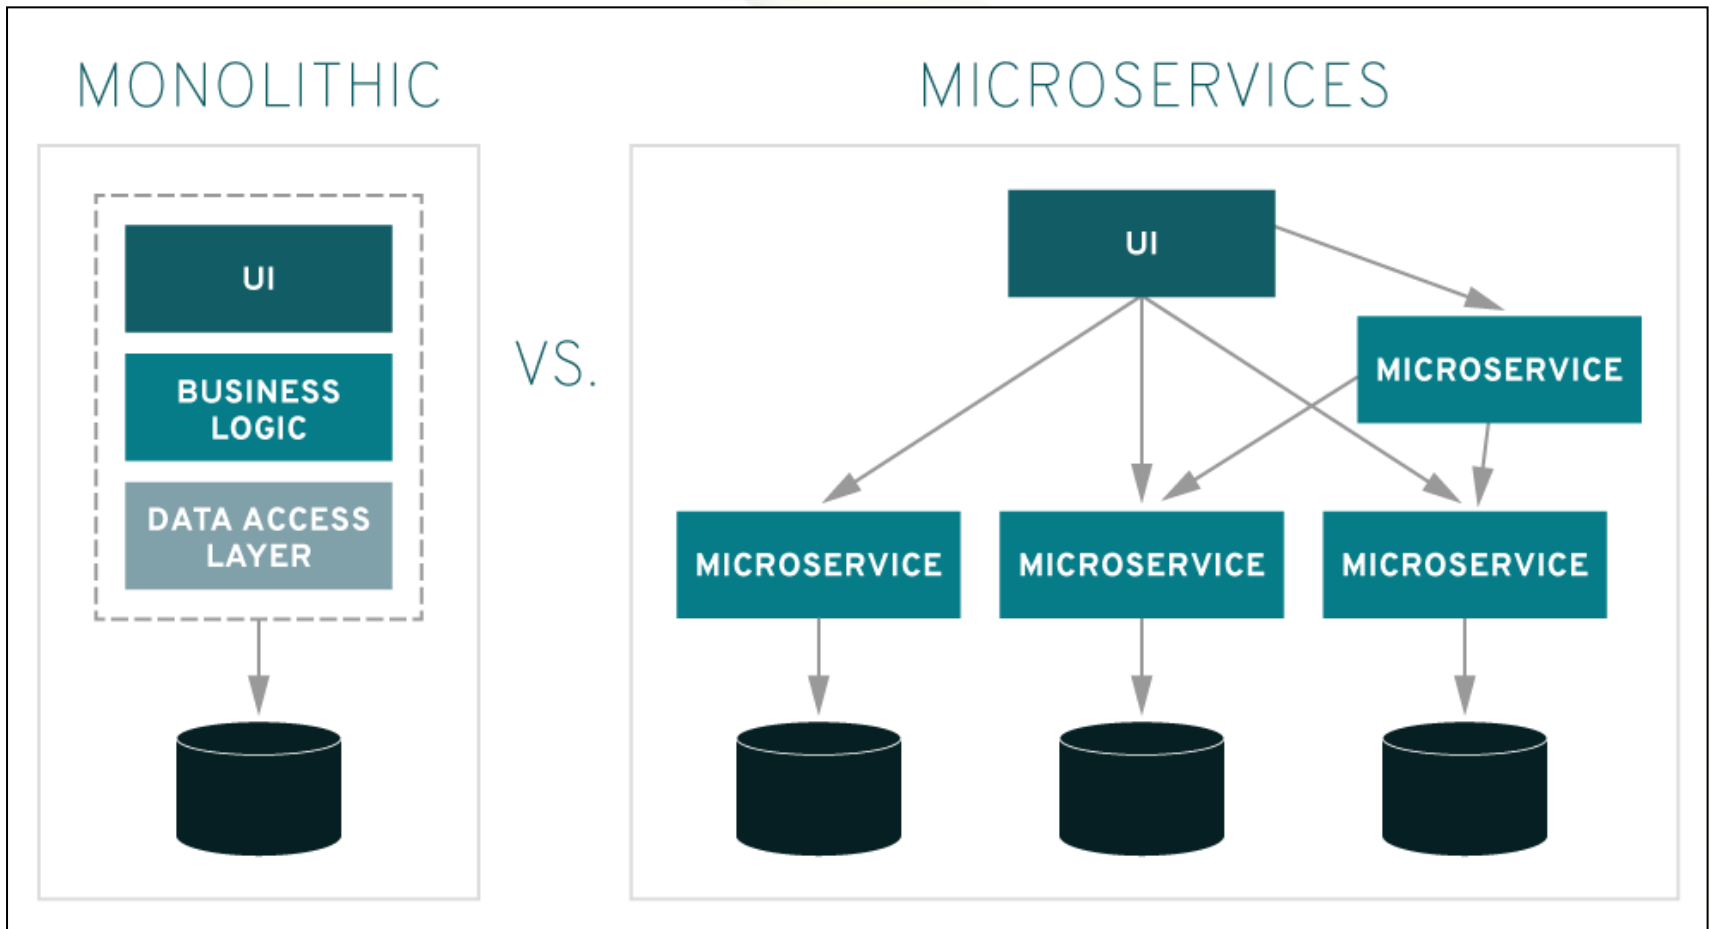 MONOLITHIC
MICROSERVICES
UI
BUSINESS
LOGIC
DATA ACCESS
LAYER
VS.
UI
MICROSERVICE
MICROSERVICE
MICROSERVICE
MICROSERVICE